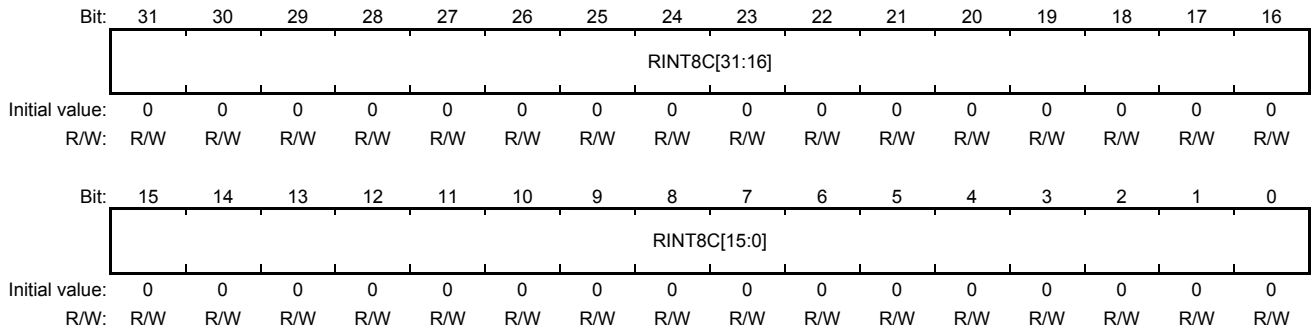 Bit: 31 30 29 28 27 26 25 24 23 22 21 20 19 18 17 16
RINT8C[31:16]
Initial value: 0 0 0 0 0 0 0 0 0 0 0 0 0 0 0 0
R/W: R/W R/W R/W R/W R/W R/W R/W R/W R/W R/W R/W R/W R/W R/W R/W R/W
Bit: 15 14 13 12 11 10 9 8 7 6 5 4 3 2 1 0
RINT8C[15:0]
Initial value: 0 0 0 0 0 0 0 0 0 0 0 0 0 0 0 0
R/W: R/W R/W R/W R/W R/W R/W R/W R/W R/W R/W R/W R/W R/W R/W R/W R/W